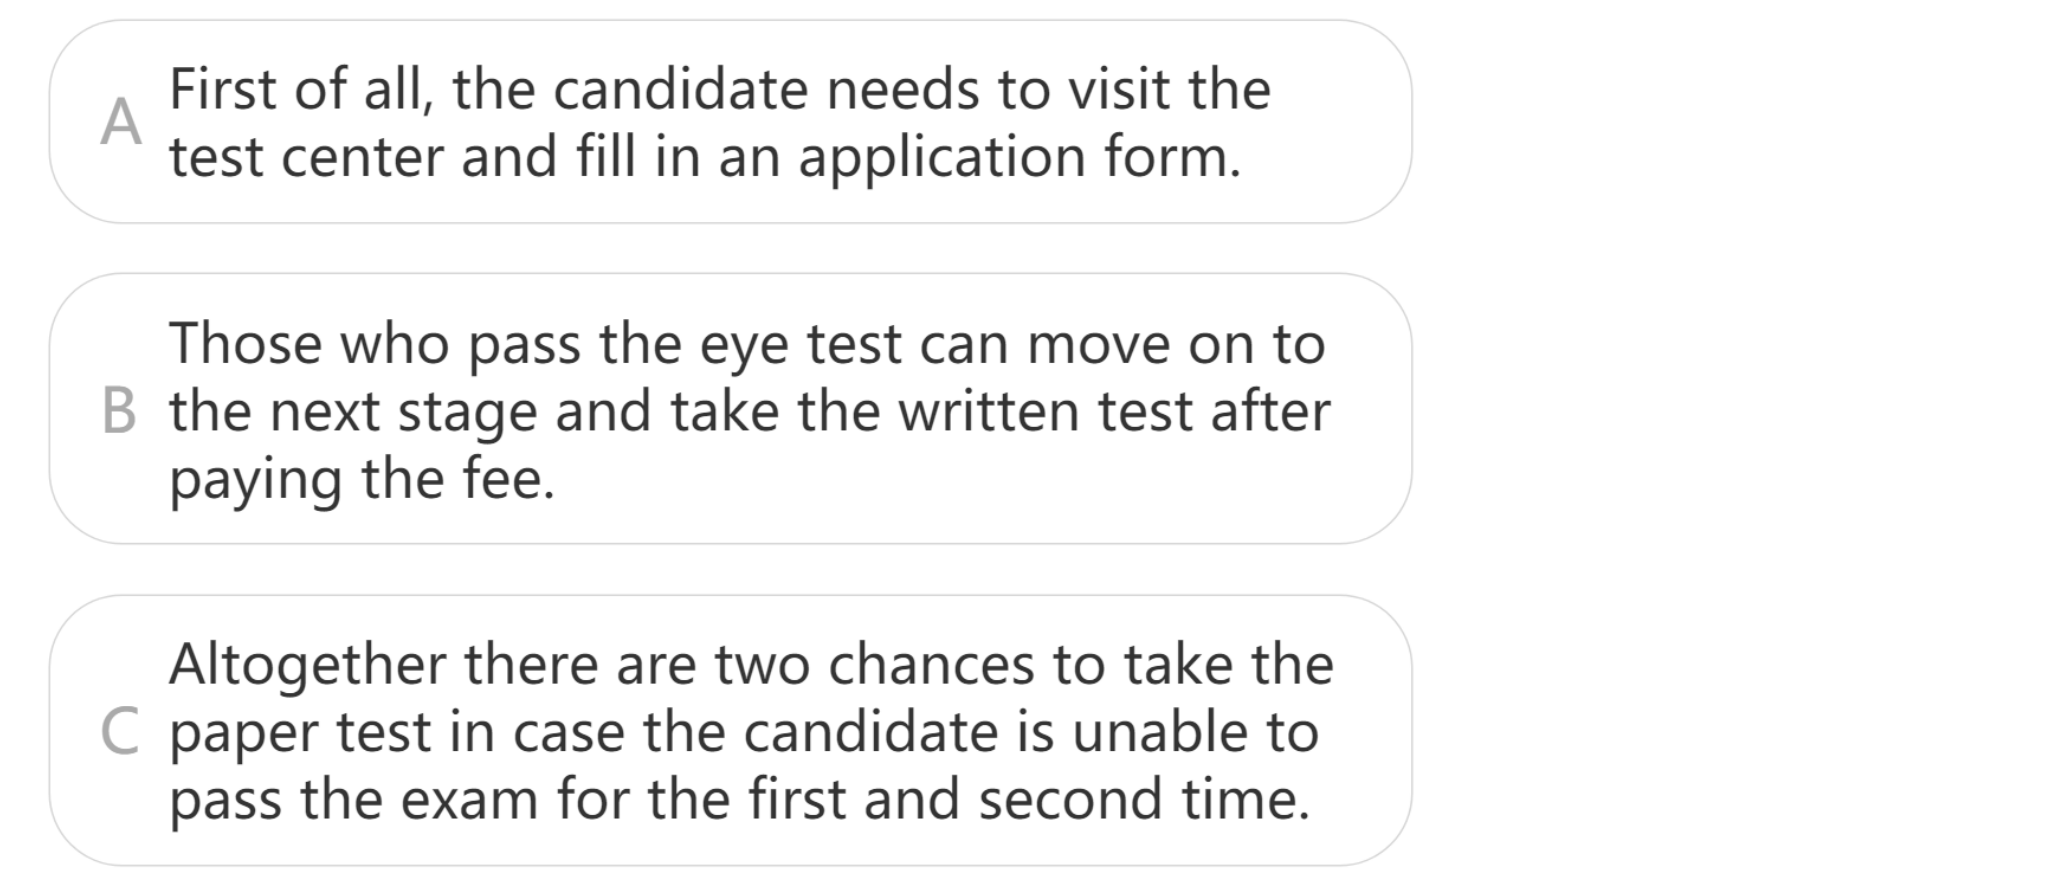 A
First of all, the candidate needs to visit the
test center and fill in an application form.
B
Those who pass the eye test can move on to
the next stage and take the written test after
paying the fee.
C
Altogether there are two chances to take the
paper test in case the candidate is unable to
pass the exam for the first and second time.